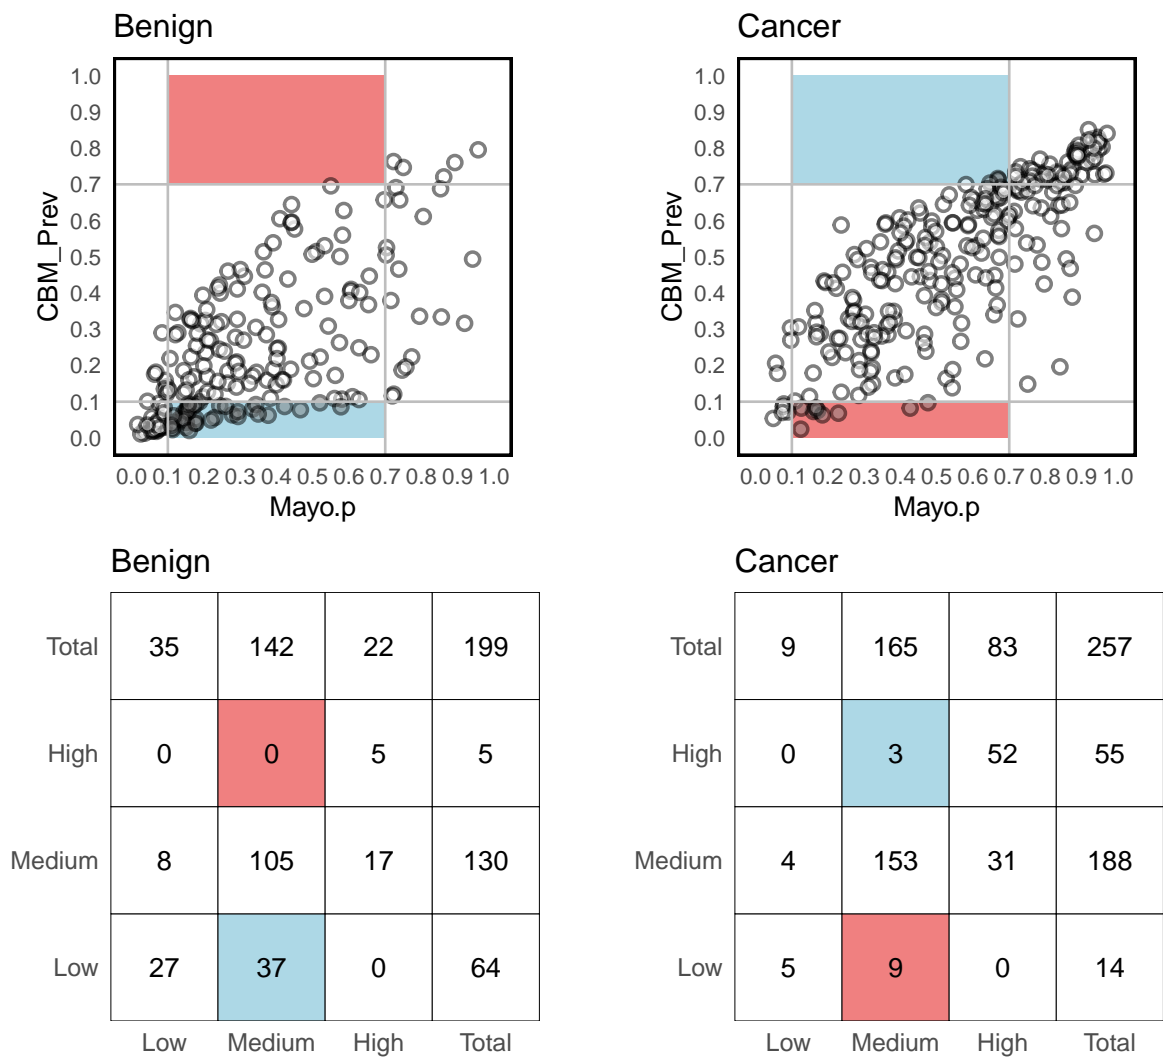 Benign
Cancer
1.0
0.9
0.8
0.7
0.6
0.5
0.4
0.3
0.2
0.1
0.0
CBM_Prev
0.0 0.1 0.2 0.3 0.4 0.5 0.6 0.7 0.8 0.9 1.0
Mayo.p
1.0
0.9
0.8
0.7
0.6
0.5
0.4
0.3
0.2
0.1
0.0
CBM_Prev
0.0 0.1 0.2 0.3 0.4 0.5 0.6 0.7 0.8 0.9 1.0
Mayo.p
Benign
Total 35 142 22 199
High 0 0 5 5
Medium 8 105 17 130
Low 27 37 0 64
Low Medium High Total
Cancer
Total 9 165 83 257
High 0 3 52 55
Medium 4 153 31 188
Low 5 9 0 14
Low Medium High Total